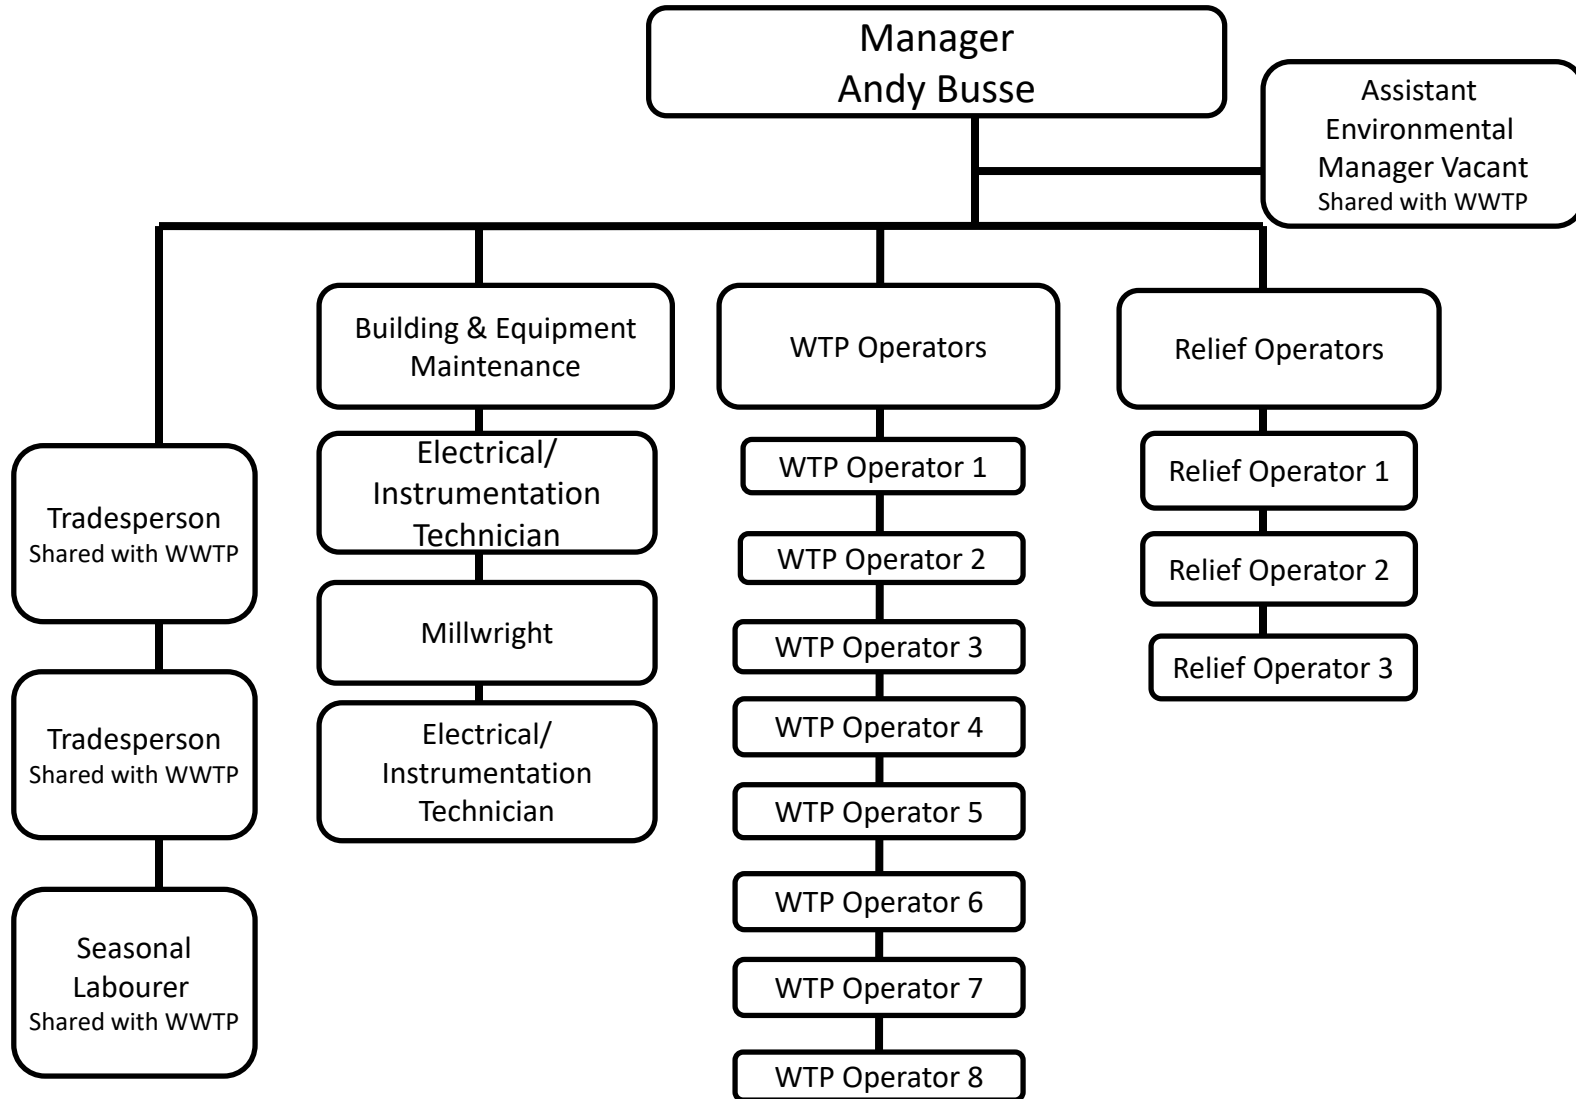 Manager
Andy Busse
Assistant
Environmental
Manager Vacant
Shared with WWTP
Tradesperson
Shared with WWTP
Tradesperson
Shared with WWTP
Seasonal
Labourer
Shared with WWTP
Building & Equipment
Maintenance
Electrical/
Instrumentation
Technician
Millwright
Electrical/
Instrumentation
Technician
WTP Operators
WTP Operator 1
WTP Operator 2
WTP Operator 3
WTP Operator 4
WTP Operator 5
WTP Operator 6
WTP Operator 7
WTP Operator 8
Relief Operators
Relief Operator 1
Relief Operator 2
Relief Operator 3